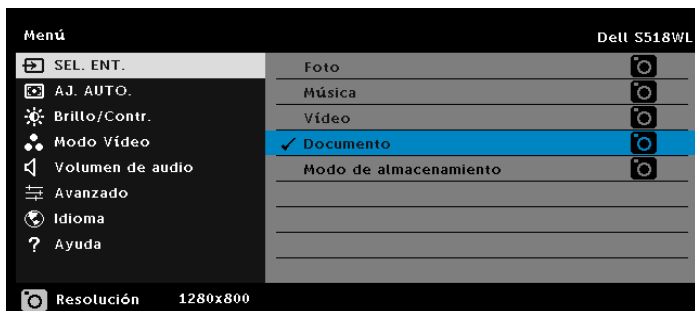 Menú
Dell S518WL
SEL. ENT.
AJ. AUTO.
Brillo/Contr.
Modo Vídeo
Volumen de audio
Avanzado
Idioma
? Ayuda
Foto
Música
Vídeo
✓ Documento
Modo de almacenamiento
Resolución 1280x800